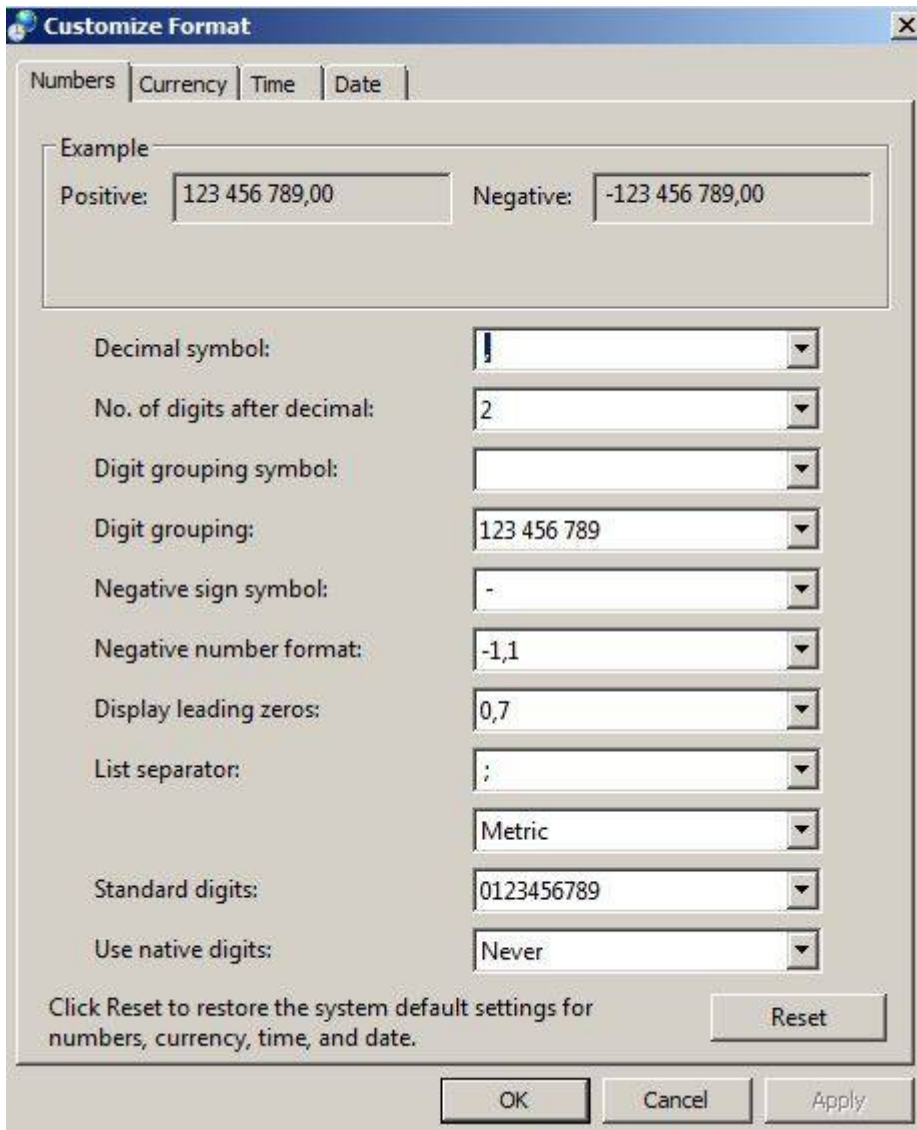 Customize Format
Numbers Currency Time Date
Example
Positive: 123 456 789,00 Negative: -123 456 789,00
Decimal symbol: ,
No. of digits after decimal: 2
Digit grouping symbol:
Digit grouping: 123 456 789
Negative sign symbol: -
Negative number format: -1,1
Display leading zeros: 0,7
List separator: ;
Metric
Standard digits: 0123456789
Use native digits: Never
Click Reset to restore the system default settings for
numbers, currency, time, and date.
Reset
OK Cancel Apply